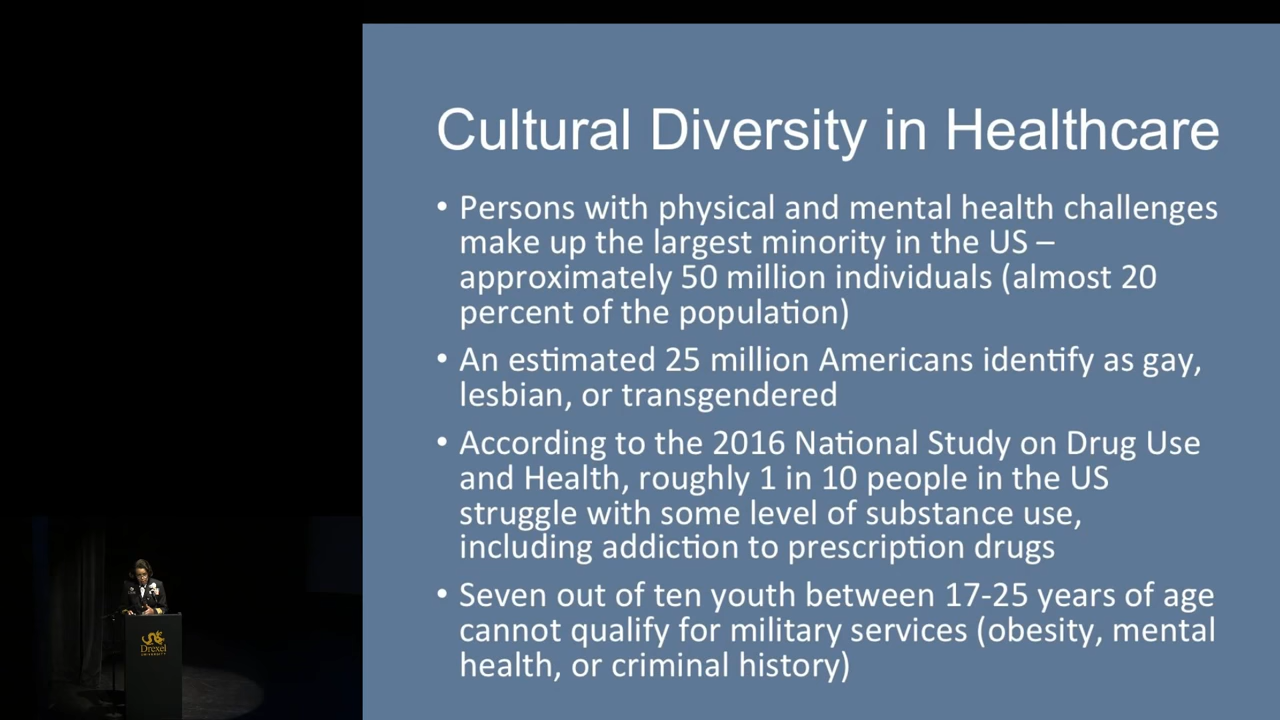 Cultural Diversity in Healthcare
• Persons with physical and mental health challenges
make up the largest minority in the US –
approximately 50 million individuals (almost 20
percent of the population)
• An estimated 25 million Americans identify as gay,
lesbian, or transgendered
• According to the 2016 National Study on Drug Use
and Health, roughly 1 in 10 people in the US
struggle with some level of substance use,
including addiction to prescription drugs
• Seven out of ten youth between 17-25 years of age
cannot qualify for military services (obesity, mental
health, or criminal history)
Drexel
UNIVERSITY